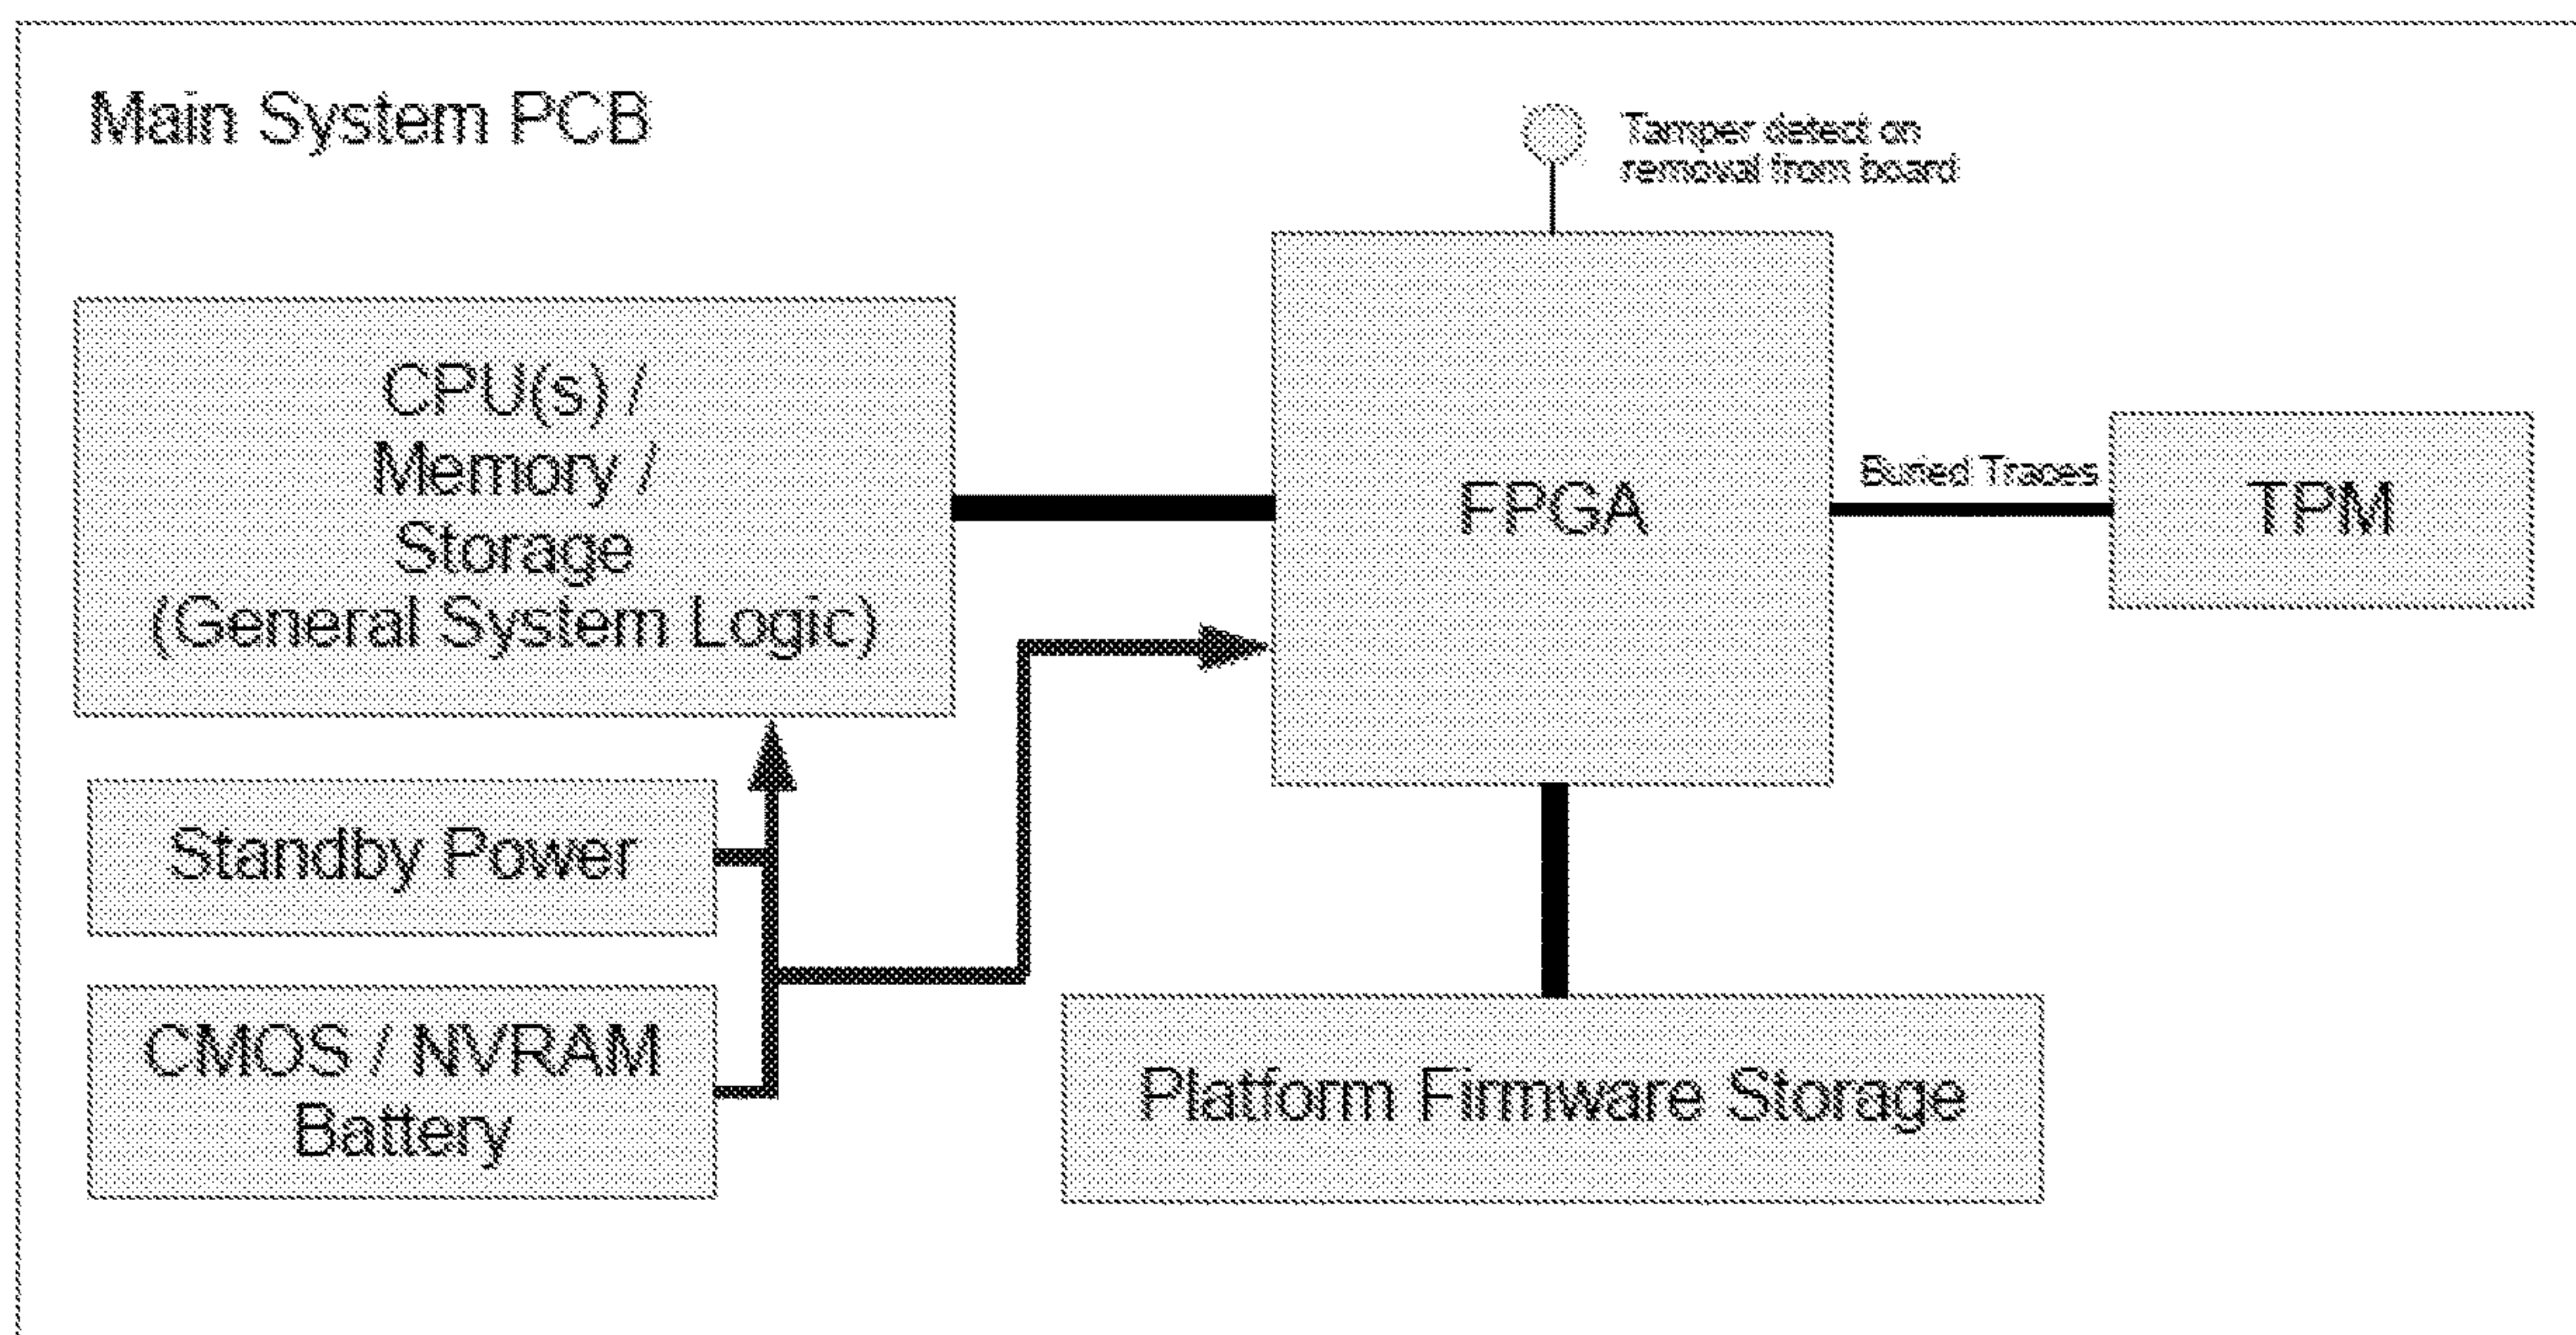 Main System PCB
Tamper detect on
removal from board
CPU(s) /
Memory /
Storage
(General System Logic)
FPGA
Buried Traces
TPM
Standby Power
CMOS / NVRAM
Battery
Platform Firmware Storage